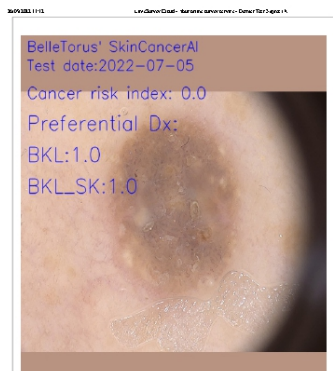 BelleTorus' SkinCancerAI
Test date:2022-07-05
Cancer risk index: 0.0
Preferential Dx:
BKL:1.0
BKL_SK:1.0